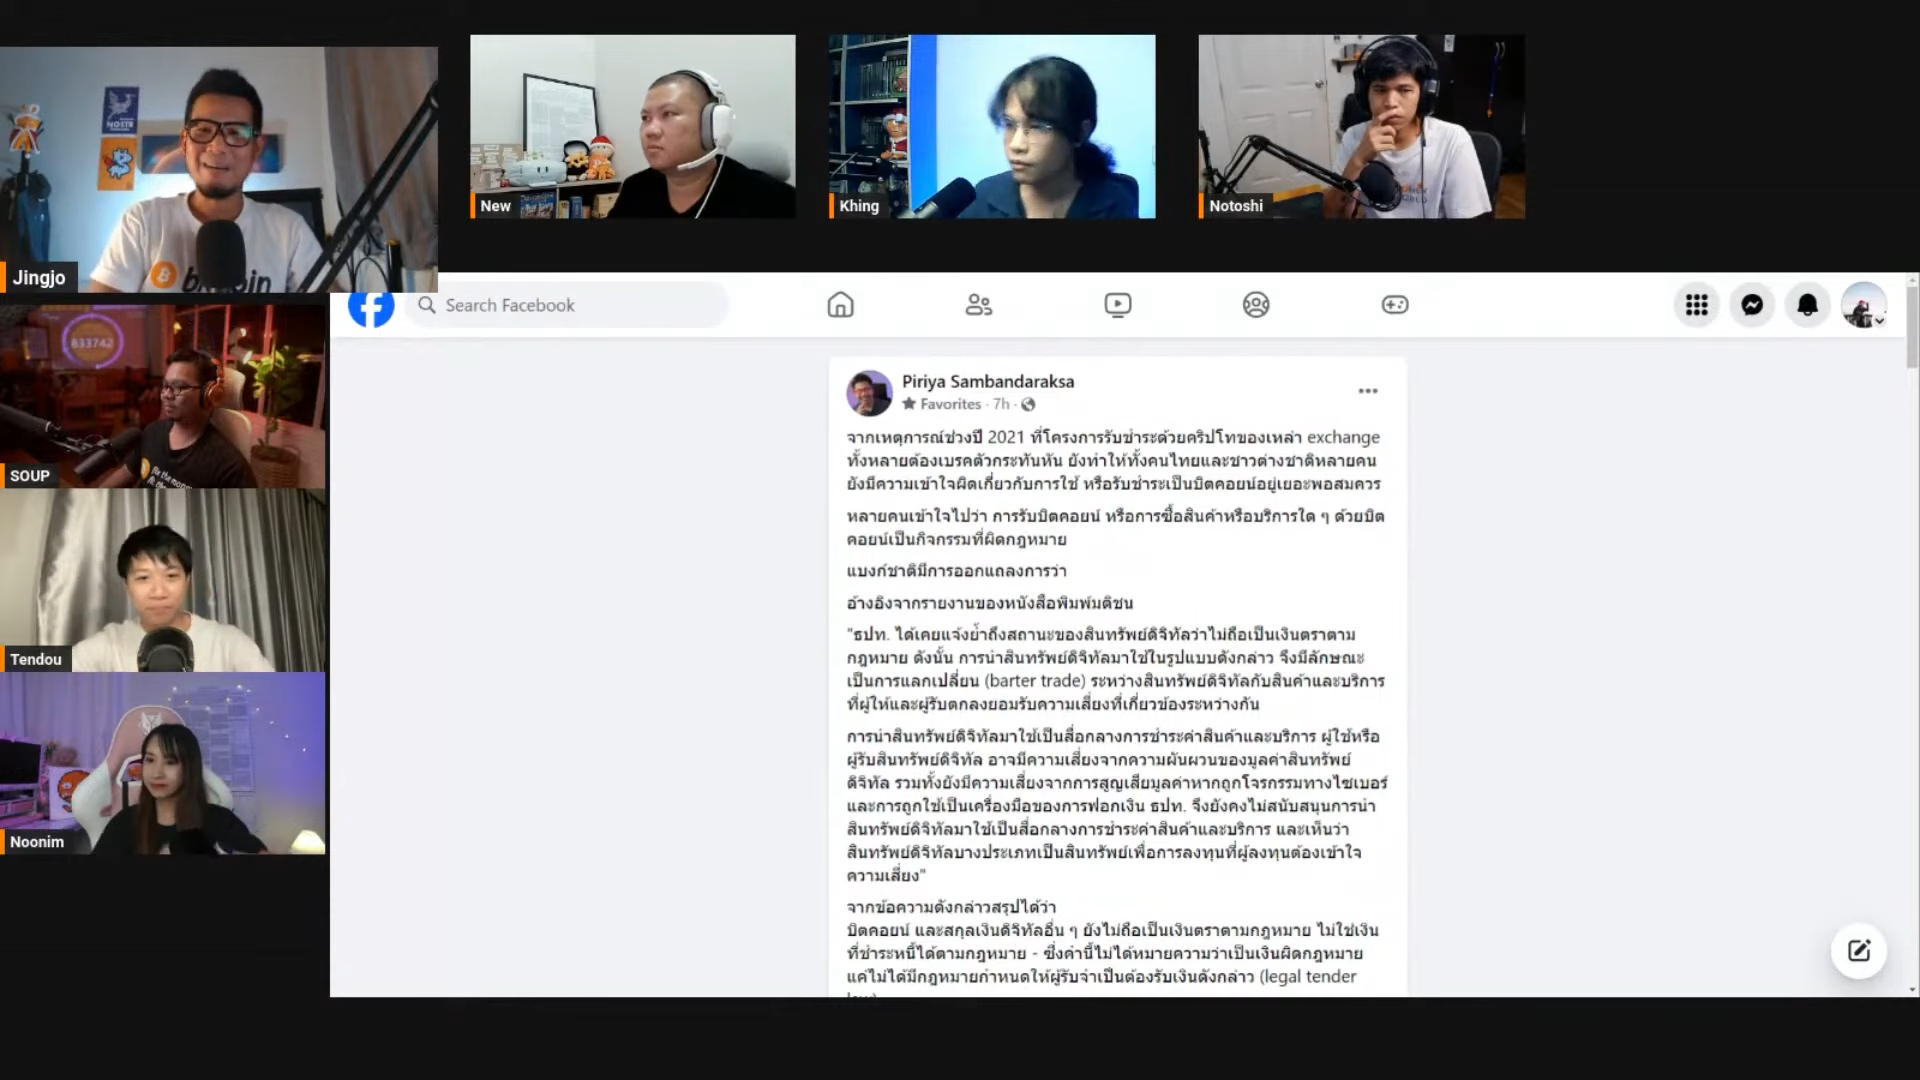 New
Khing
Notoshi
NOSTR
bitcoin
Jingjo
833742
SOUP
Tendou
Noonim
Search Facebook
Piriya Sambandaraksa
Favorites · 7h ·
จากเหตุการณ์ช่วงปี 2021 ที่โครงการรับชำระด้วยคริปโทของเหล่า exchange
ทั้งหลายต้องเบรคตัวกระทันหัน ยังทำให้ทั้งคนไทยและชาวต่างชาติหลายคน
ยังมีความเข้าใจผิดเกี่ยวกับการใช้ หรือรับชำระเป็นบิตคอยน์อยู่เยอะพอสมควร
หลายคนเข้าใจไปว่า การรับบิตคอยน์ หรือการซื้อสินค้าหรือบริการใด ๆ ด้วยบิต
คอยน์เป็นกิจกรรมที่ผิดกฎหมาย
แบงก์ชาติมีการออกแถลงการว่า
อ้างอิงจากรายงานของหนังสือพิมพ์มติชน
"ธปท. ได้เคยแจ้งย้ำถึงสถานะของสินทรัพย์ดิจิทัลว่าไม่ถือเป็นเงินตราตาม
กฎหมาย ดังนั้น การนำสินทรัพย์ดิจิทัลมาใช้ในรูปแบบดังกล่าว จึงมีลักษณะ
เป็นการแลกเปลี่ยน (barter trade) ระหว่างสินทรัพย์ดิจิทัลกับสินค้าและบริการ
ที่ผู้ให้และผู้รับตกลงยอมรับความเสี่ยงที่เกี่ยวข้องระหว่างกัน
การนำสินทรัพย์ดิจิทัลมาใช้เป็นสื่อกลางการชำระค่าสินค้าและบริการ ผู้ใช้หรือ
ผู้รับสินทรัพย์ดิจิทัล อาจมีความเสี่ยงจากความผันผวนของมูลค่าสินทรัพย์
ดิจิทัล รวมทั้งยังมีความเสี่ยงจากการสูญเสียมูลค่าหากถูกโจรกรรมทางไซเบอร์
และการถูกใช้เป็นเครื่องมือของการฟอกเงิน ธปท. จึงยังคงไม่สนับสนุนการนำ
สินทรัพย์ดิจิทัลมาใช้เป็นสื่อกลางการชำระค่าสินค้าและบริการ และเห็นว่า
สินทรัพย์ดิจิทัลบางประเภทเป็นสินทรัพย์เพื่อการลงทุนที่ผู้ลงทุนต้องเข้าใจ
ความเสี่ยง"
จากข้อความดังกล่าวสรุปได้ว่า
บิตคอยน์ และสกุลเงินดิจิทัลอื่น ๆ ยังไม่ถือเป็นเงินตราตามกฎหมาย ไม่ใช่เงิน
ที่ชำระหนี้ได้ตามกฎหมาย - ซึ่งคำนี้ไม่ได้หมายความว่าเป็นเงินผิดกฎหมาย
แค่ไม่ได้มีกฎหมายกำหนดให้ผู้รับจำเป็นต้องรับเงินดังกล่าว (legal tender